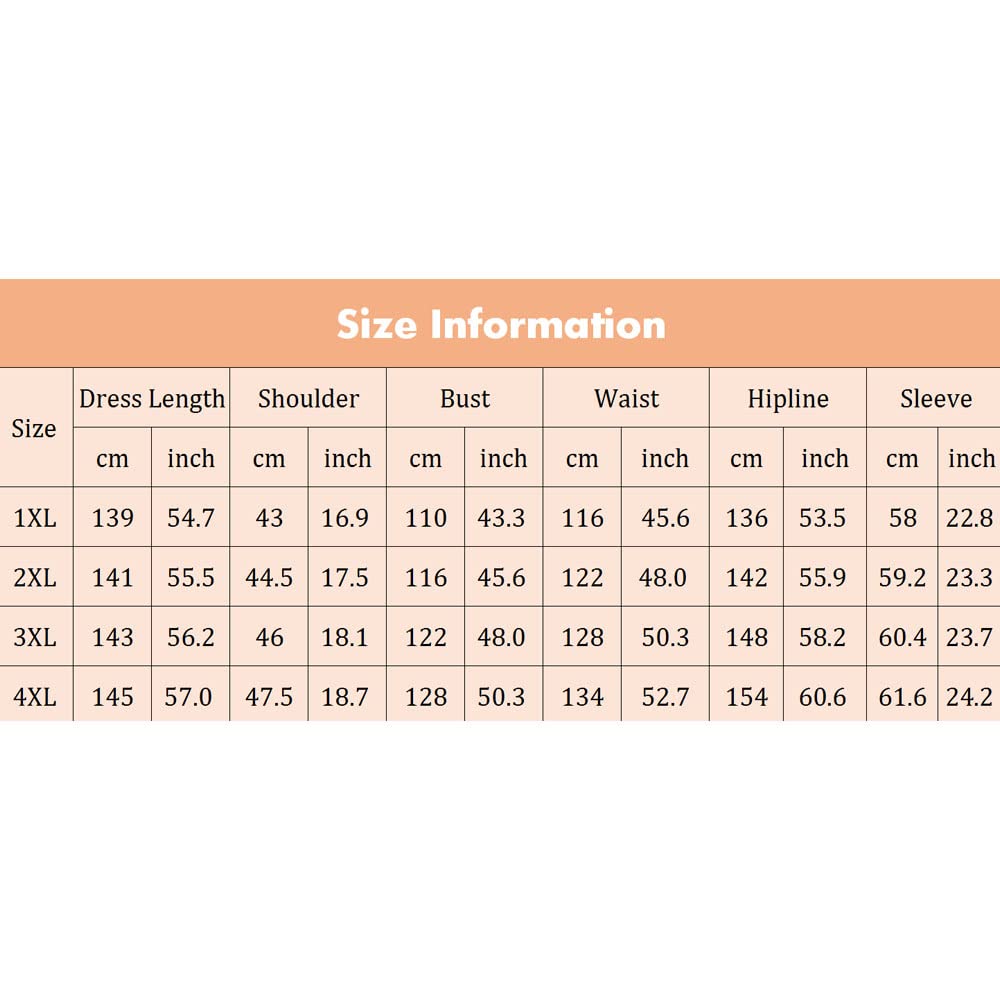 Size Information
Size Dress Length Shoulder Bust Waist Hipline Sleeve
cm inch cm inch cm inch cm inch cm inch cm inch
1XL 139 54.7 43 16.9 110 43.3 116 45.6 136 53.5 58 22.8
2XL 141 55.5 44.5 17.5 116 45.6 122 48.0 142 55.9 59.2 23.3
3XL 143 56.2 46 18.1 122 48.0 128 50.3 148 58.2 60.4 23.7
4XL 145 57.0 47.5 18.7 128 50.3 134 52.7 154 60.6 61.6 24.2